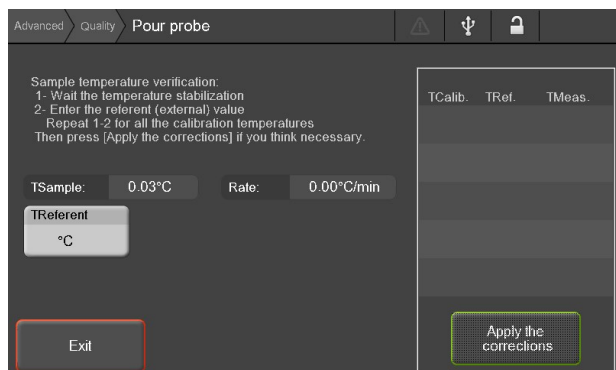 Advanced Quality Pour probe
Sample temperature verification:
1- Wait the temperature stabilization
2- Enter the referent (external) value
Repeat 1-2 for all the calibration temperatures
Then press [Apply the corrections] if you think necessary.
TSample: 0.03°C Rate: 0.00°C/min
TReferent
°C
Exit
TCalib. TRef. TMeas.
Apply the
corrections